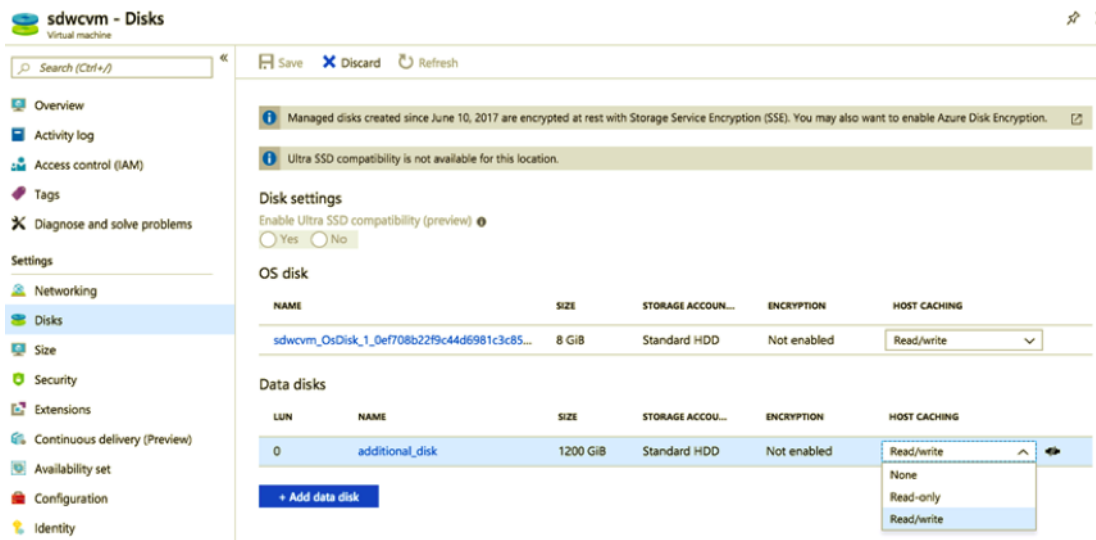 sdwcvm - Disks
Virtual machine
Search (Ctrl+/)
«
Overview
Activity log
Access control (IAM)
Tags
Diagnose and solve problems
Settings
Networking
Disks
Size
Security
Extensions
Continuous delivery (Preview)
Availability set
Configuration
Identity
Save Discard Refresh
Managed disks created since June 10, 2017 are encrypted at rest with Storage Service Encryption (SSE). You may also want to enable Azure Disk Encryption.
Ultra SSD compatibility is not available for this location.
Disk settings
Enable Ultra SSD compatibility (preview)
Yes No
OS disk
NAME SIZE STORAGE ACCOUN... ENCRYPTION HOST CACHING
sdwcvm_OsDisk_1_0ef708b22f9c44d6981c3c85... 8 GiB Standard HDD Not enabled Read/write
Data disks
LUN NAME SIZE STORAGE ACCOU... ENCRYPTION HOST CACHING
0 additional_disk 1200 GiB Standard HDD Not enabled Read/write
None
Read-only
Read/write
+ Add data disk